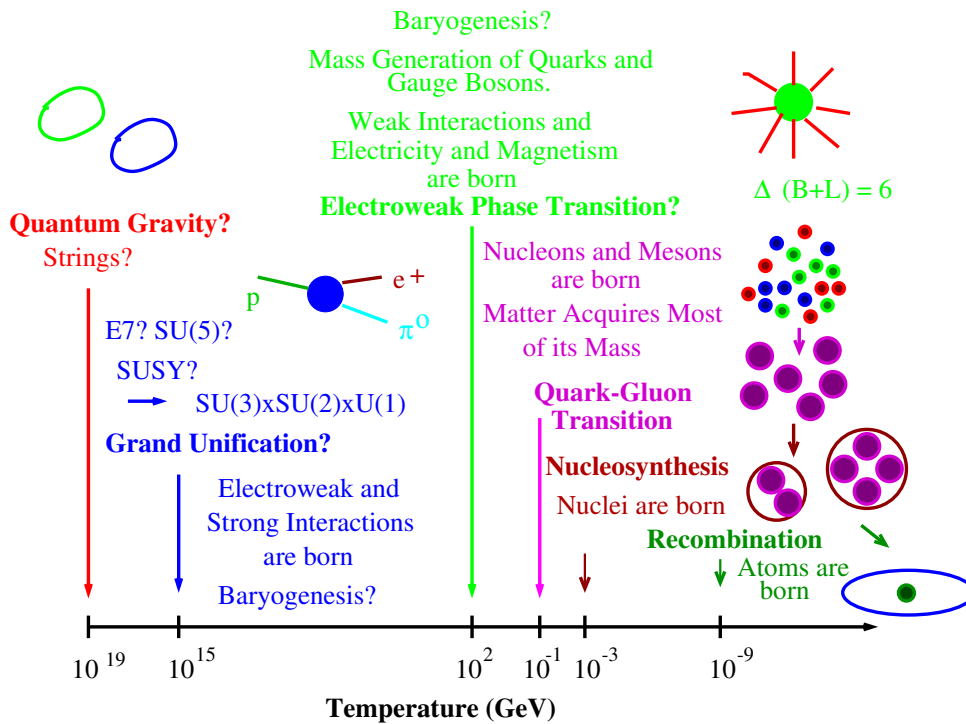 Baryogenesis?
Mass Generation of Quarks and
Gauge Bosons.
Weak Interactions and
Electricity and Magnetism
are born
Electroweak Phase Transition?
Δ (B+L) = 6
Quantum Gravity?
Strings?
p
e+
π0
Nucleons and Mesons
are born
Matter Acquires Most
of its Mass
E7? SU(5)?
SUSY?
SU(3)xSU(2)xU(1)
Grand Unification?
Quark-Gluon
Transition
Electroweak and
Strong Interactions
are born
Baryogenesis?
Nucleosynthesis
Nuclei are born
Recombination
Atoms are
born
10^19 10^15 10^2 10^-1 10^-3 10^-9
Temperature (GeV)